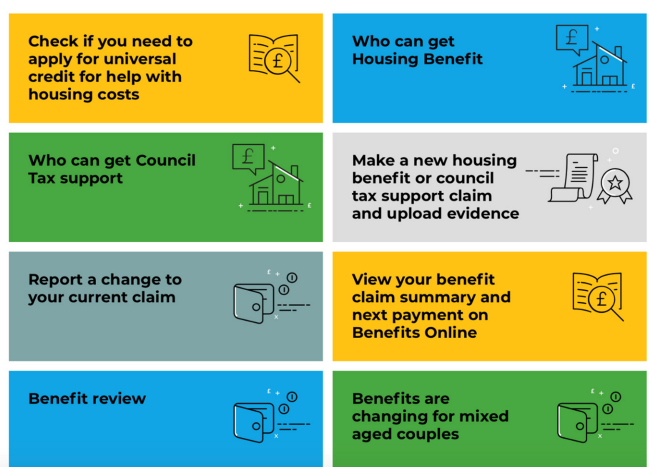 Check if you need to
apply for universal
credit for help with
housing costs
£
Who can get
Housing Benefit
£
£
Who can get Council
Tax support
£
£
Make a new housing
benefit or council
tax support claim
and upload evidence
Report a change to
your current claim
£
View your benefit
claim summary and
next payment on
Benefits Online
£
Benefit review
£
Benefits are
changing for mixed
aged couples
£